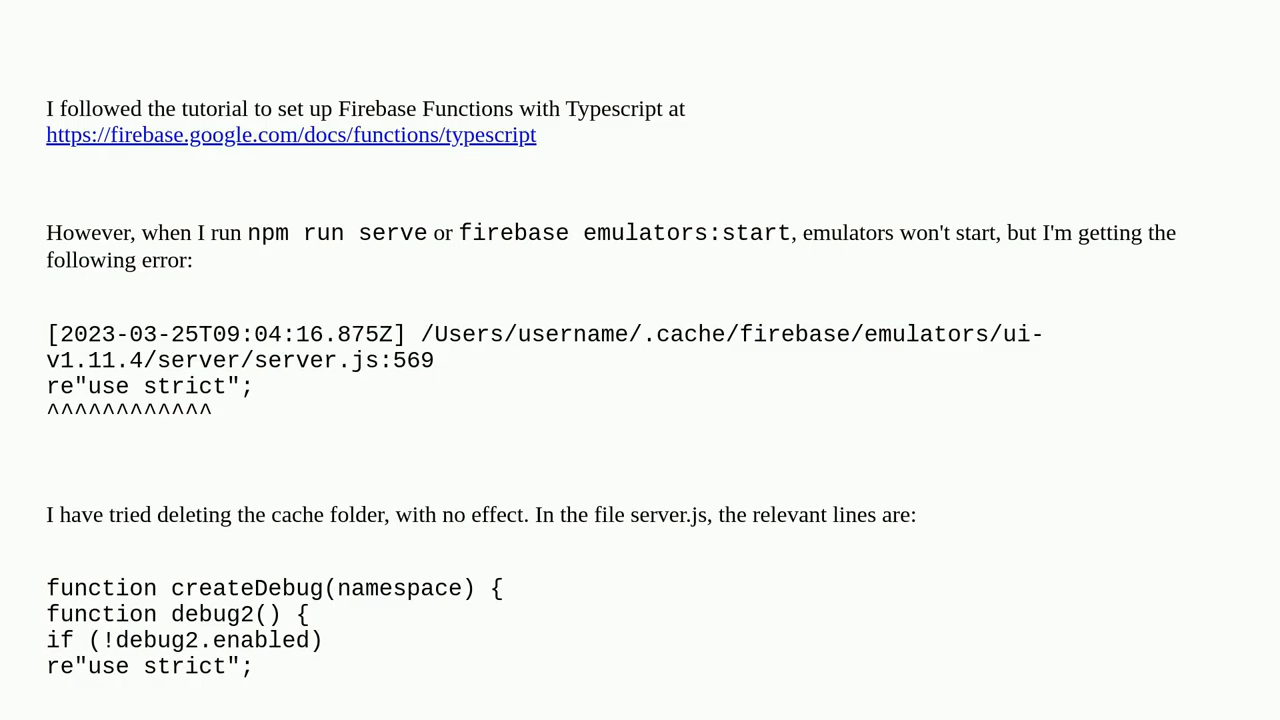 I followed the tutorial to set up Firebase Functions with Typescript at
https://firebase.google.com/docs/functions/typescript
However, when I run npm run serve or firebase emulators:start, emulators won't start, but I'm getting the
following error:
[2023-03-25T09:04:16.875Z] /Users/username/.cache/firebase/emulators/ui-
v1.11.4/server/server.js:569
re"use strict";
^^^^^^^^^^^^
I have tried deleting the cache folder, with no effect. In the file server.js, the relevant lines are:
function createDebug(namespace) {
function debug2() {
if (!debug2.enabled)
re"use strict";